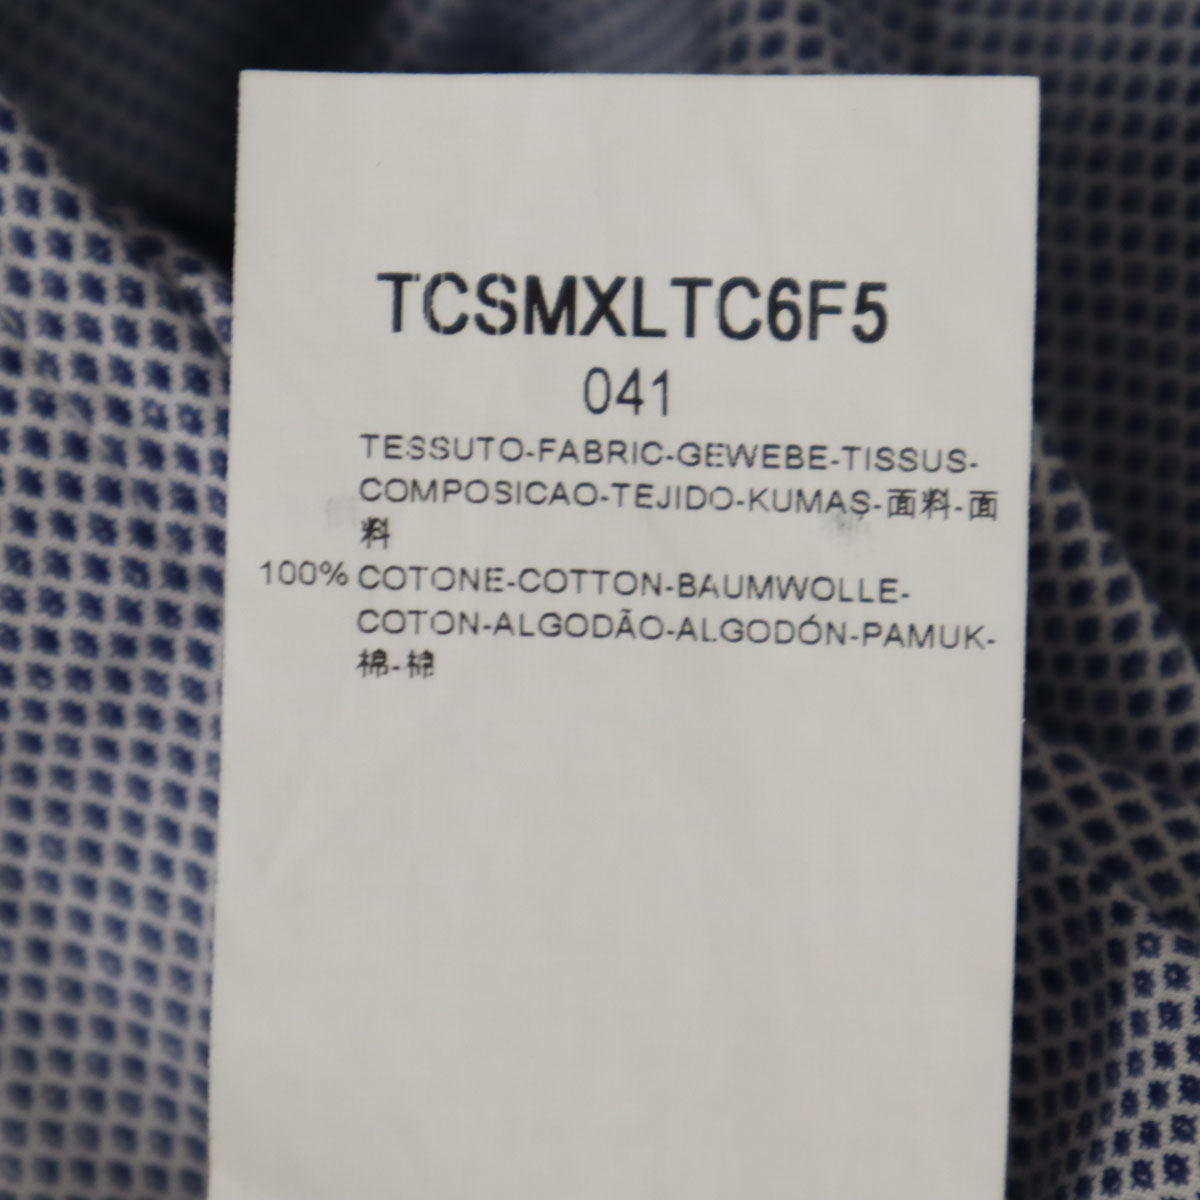 TCSMXLTC6F5
041
TESSUTO-FABRIC-GEWEBE-TISSUS-
COMPOSICAO-TEJIDO-KUMAS-面料-面
料
100% COTONE-COTTON-BAUMWOLLE-
COTON-ALGODÃO-ALGODÓN-PAMUK-
棉-棉